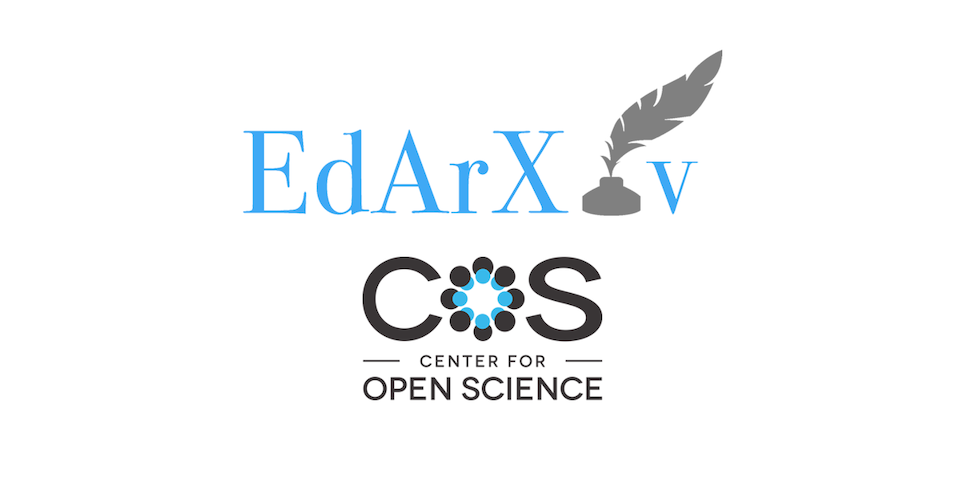 EdArXiv
COS
CENTER FOR
OPEN SCIENCE